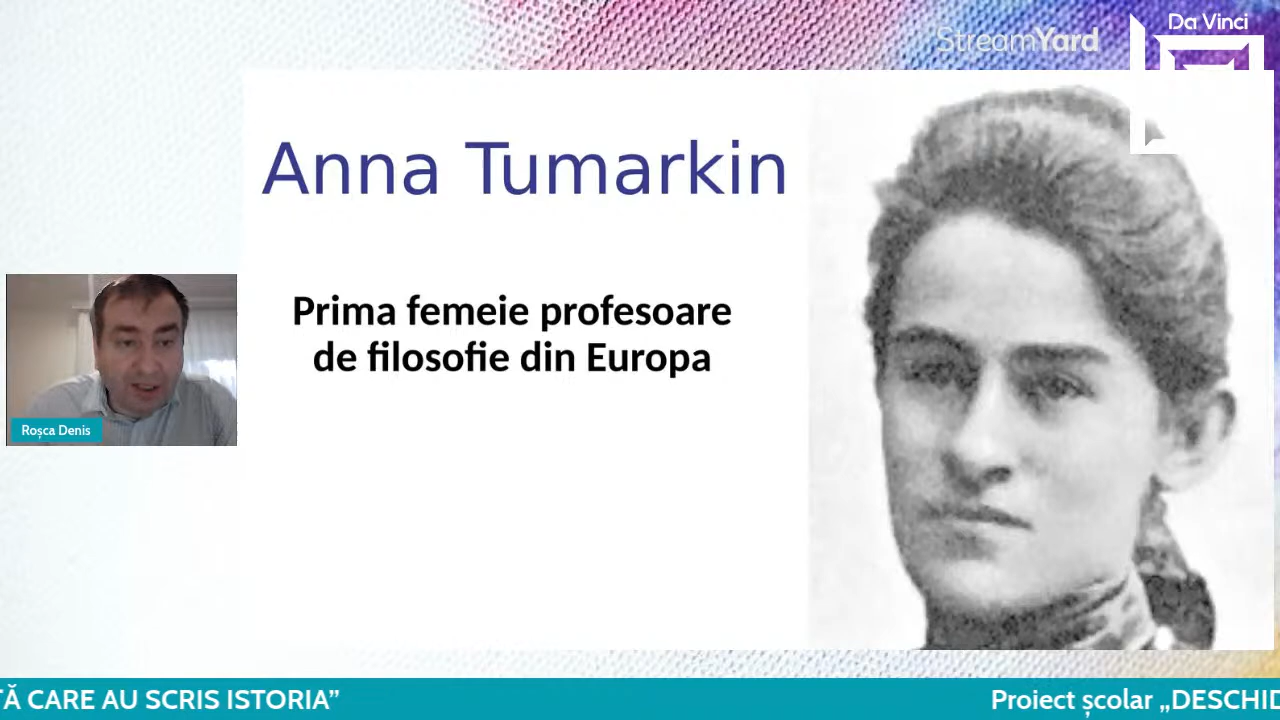 Da Vinci
StreamYard
Anna Tumarkin
Prima femeie profesoare
de filosofie din Europa
Roșca Denis
TĂ CARE AU SCRIS ISTORIA”
Proiect școlar „DESCHID